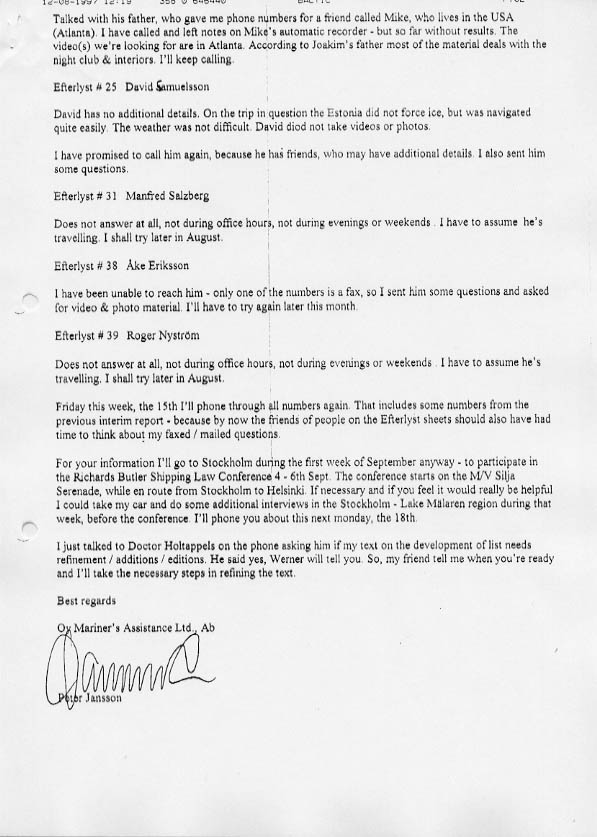 12-08-1997 12:19
Talked with his father, who gave me phone numbers for a friend called Mike, who lives in the USA
(Atlanta). I have called and left notes on Mike's automatic recorder - but so far without results. The
video(s) we're looking for are in Atlanta. According to Joakim's father most of the material deals with the
night club & interiors. I'll keep calling.
Efterlyst # 25 David Samuelsson
David has no additional details. On the trip in question the Estonia did not force ice, but was navigated
quite easily. The weather was not difficult. David diod not take videos or photos.
I have promised to call him again, because he has friends, who may have additional details. I also sent him
some questions.
Efterlyst # 31 Manfred Salzberg
Does not answer at all, not during office hours, not during evenings or weekends . I have to assume he's
travelling. I shall try later in August.
Efterlyst # 38 Åke Eriksson
I have been unable to reach him - only one of the numbers is a fax, so I sent him some questions and asked
for video & photo material. I'll have to try again later this month.
Efterlyst # 39 Roger Nyström
Does not answer at all, not during office hours, not during evenings or weekends . I have to assume he's
travelling. I shall try later in August.
Friday this week, the 15th I'll phone through all numbers again. That includes some numbers from the
previous interim report - because by now the friends of people on the Efterlyst sheets should also have had
time to think about my faxed / mailed questions.
For your information I'll go to Stockholm during the first week of September anyway - to participate in
the Richards Butler Shipping Law Conference 4 - 6th Sept. The conference starts on the M/V Silja
Serenade, while en route from Stockholm to Helsinki. If necessary and if you feel it would really be helpful
I could take my car and do some additional interviews in the Stockholm - Lake Mälaren region during that
week, before the conference. I'll phone you about this next monday, the 18th.
I just talked to Doctor Holtappels on the phone asking him if my text on the development of list needs
refinement / additions / editions. He said yes, Werner will tell you. So, my friend tell me when you're ready
and I'll take the necessary steps in refining the text.
Best regards
Oy Mariner's Assistance Ltd., Ab
Peter Jansson